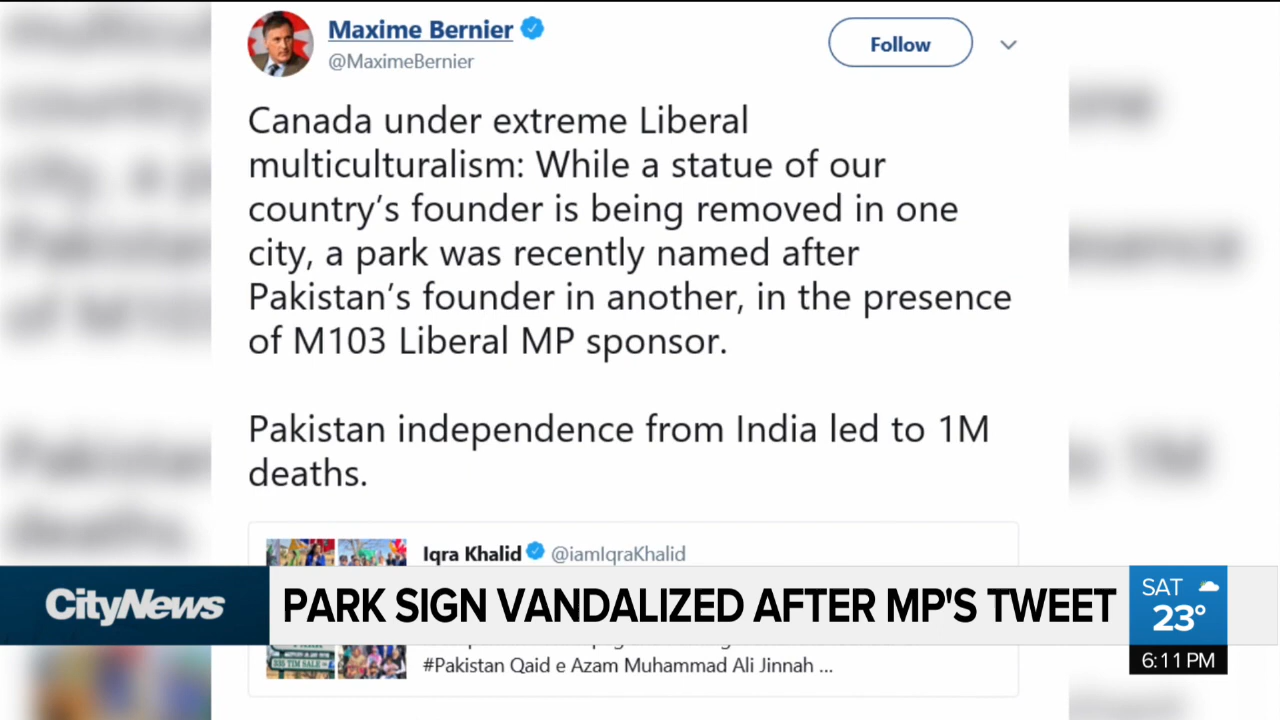 Maxime Bernier
@MaximeBernier
Follow
Canada under extreme Liberal
multiculturalism: While a statue of our
country's founder is being removed in one
city, a park was recently named after
Pakistan's founder in another, in the presence
of M103 Liberal MP sponsor.
Pakistan independence from India led to 1M
deaths.
Iqra Khalid @iamIqraKhalid
CityNews
PARK SIGN VANDALIZED AFTER MP'S TWEET
SAT
23°
6:11 PM
#Pakistan Qaid e Azam Muhammad Ali Jinnah ...